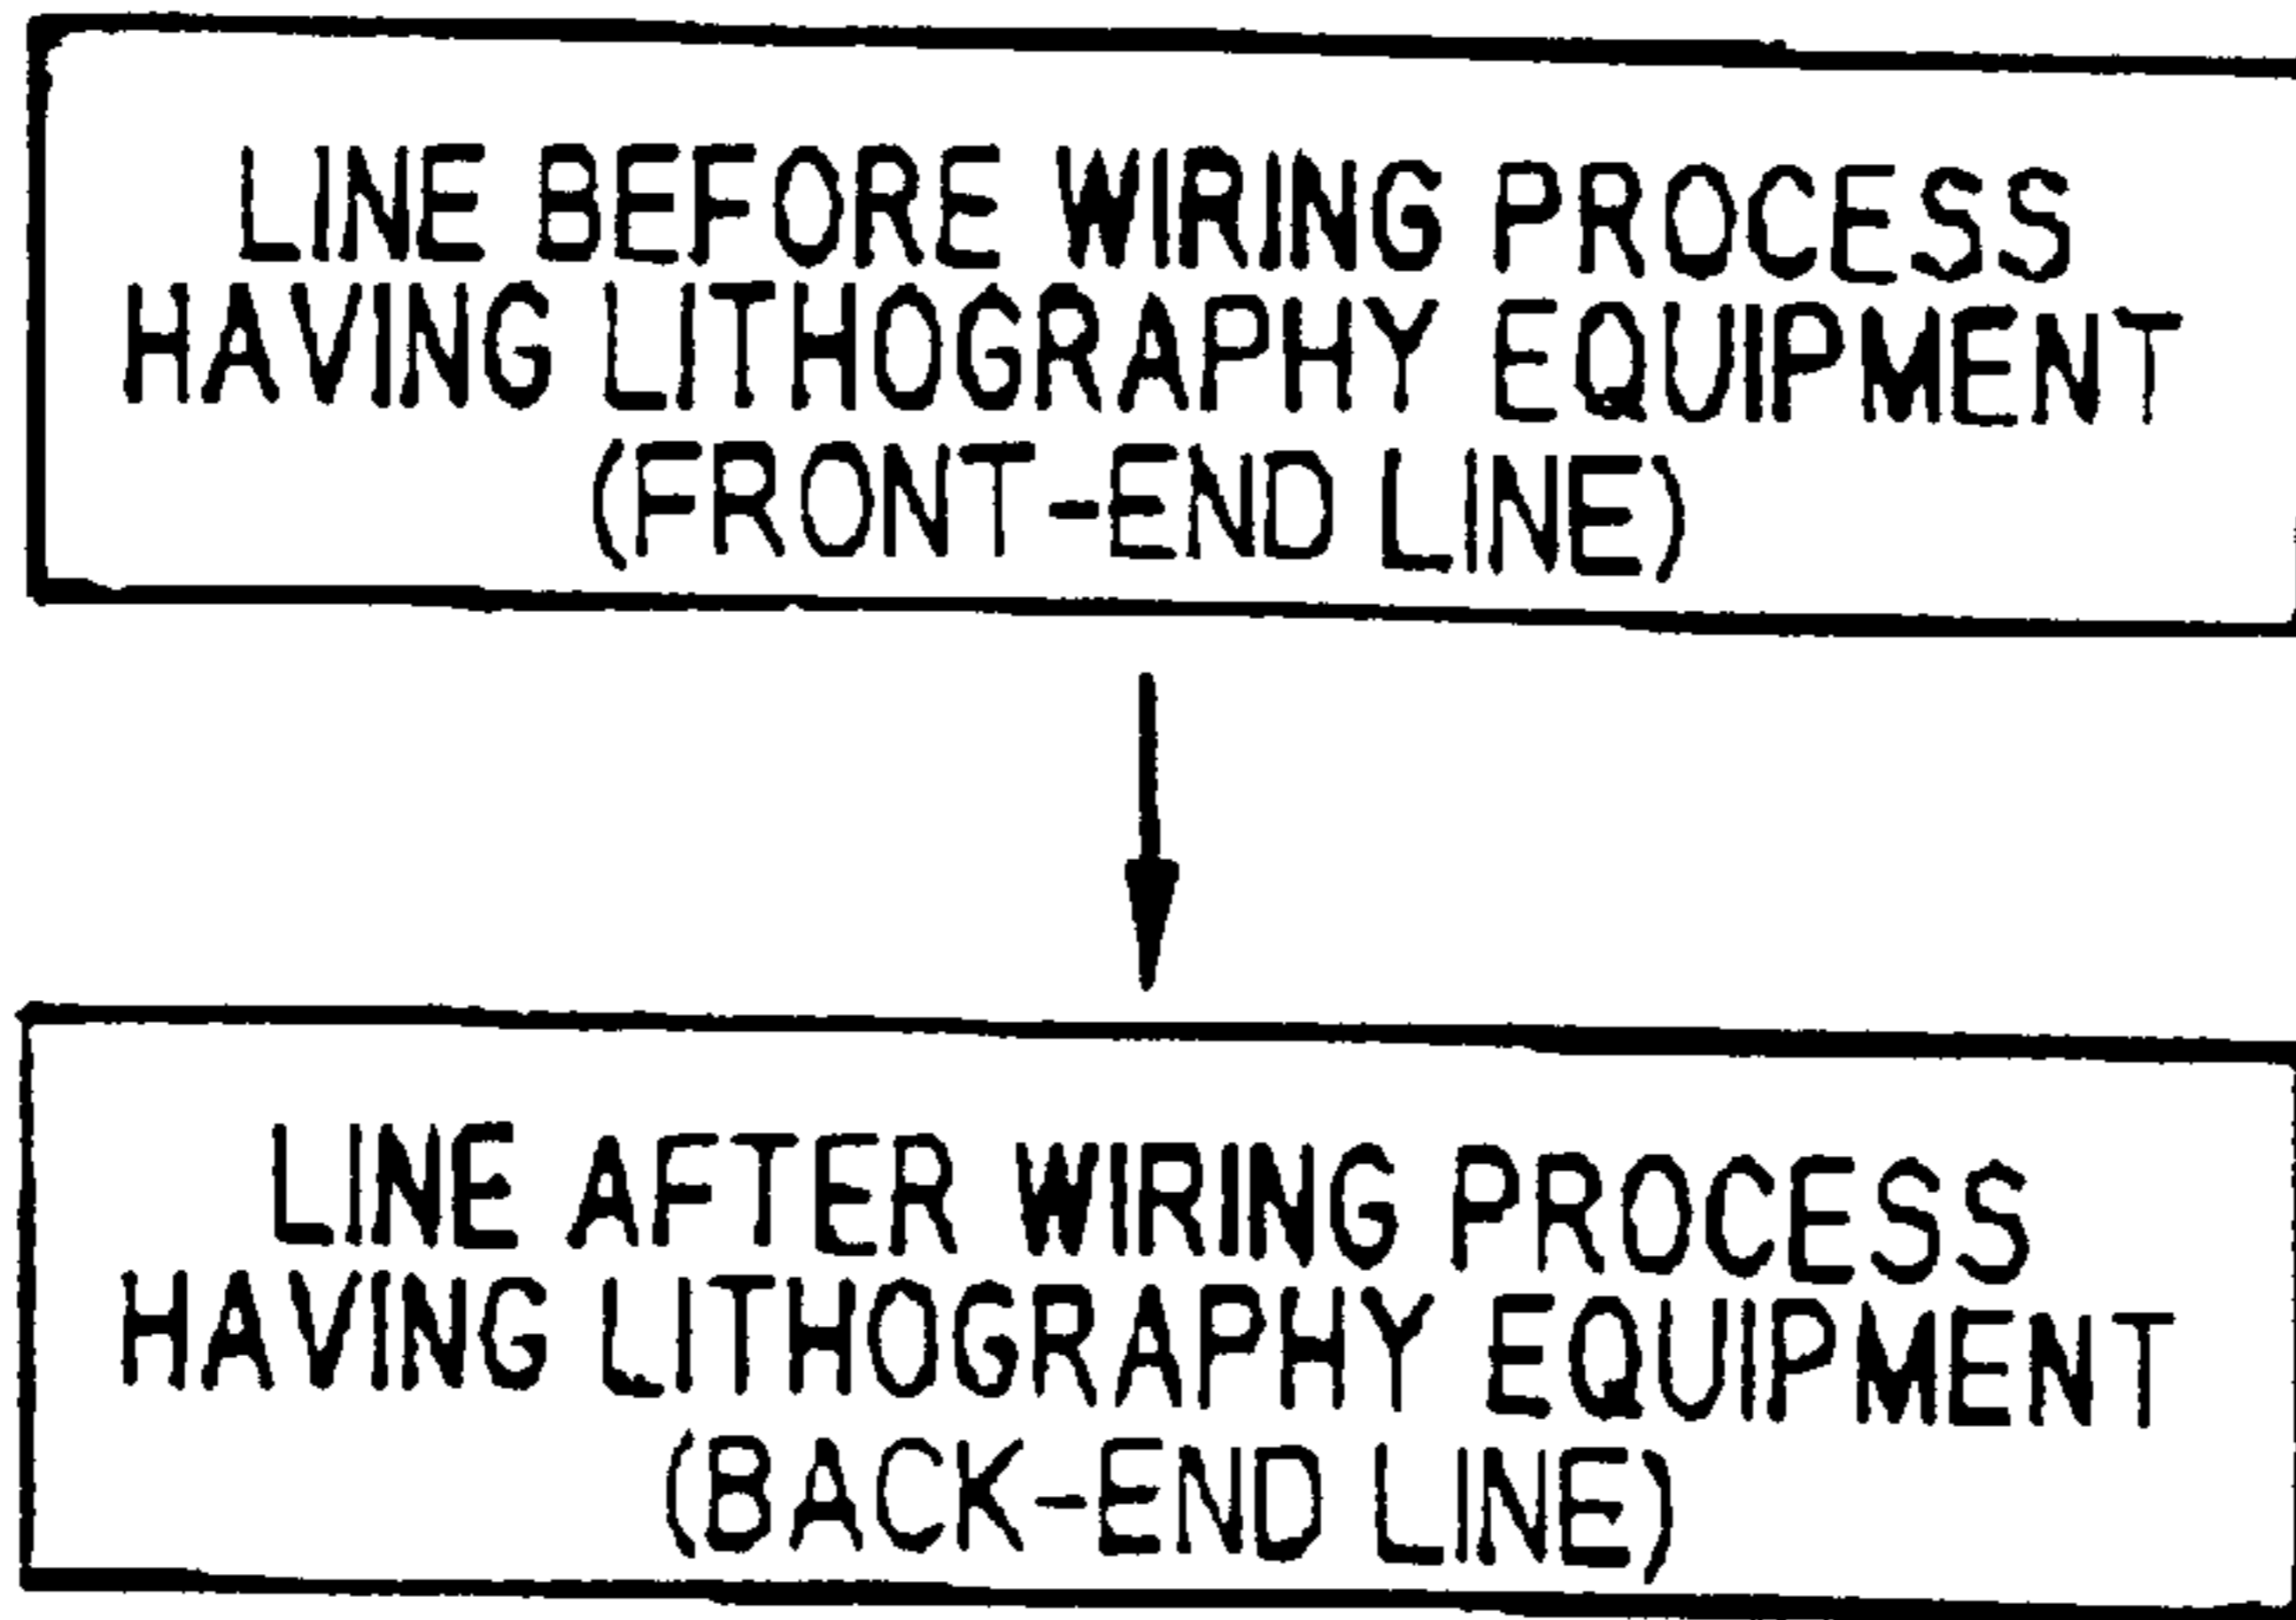 LINE BEFORE WIRING PROCESS
HAVING LITHOGRAPHY EQUIPMENT
(FRONT-END LINE)
LINE AFTER WIRING PROCESS
HAVING LITHOGRAPHY EQUIPMENT
(BACK-END LINE)